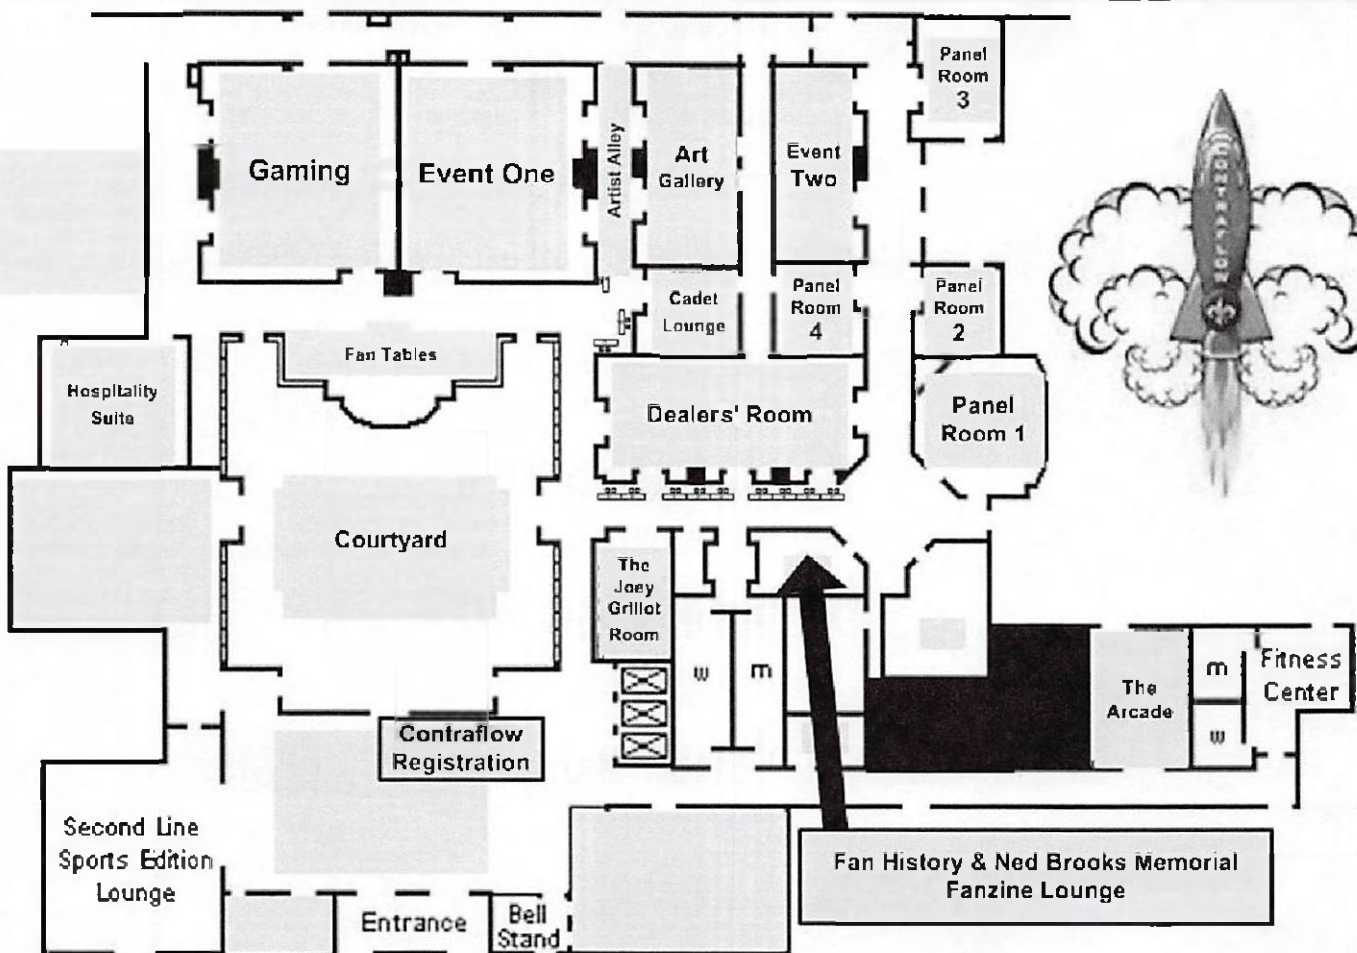 Panel
Room
3
Gaming
Event One
Artist Alley
Art
Gallery
Event
Two
Cadet
Lounge
Panel
Room
4
Panel
Room
2
Fan Tables
Hospitality
Suite
Dealers' Room
Panel
Room 1
Courtyard
The
Joey
Grillot
Room
w
m
The
Arcade
m
w
Fitness
Center
Contraflow
Registration
Second Line
Sports Edition
Lounge
Entrance
Bell
Stand
Fan History & Ned Brooks Memorial
Fanzine Lounge